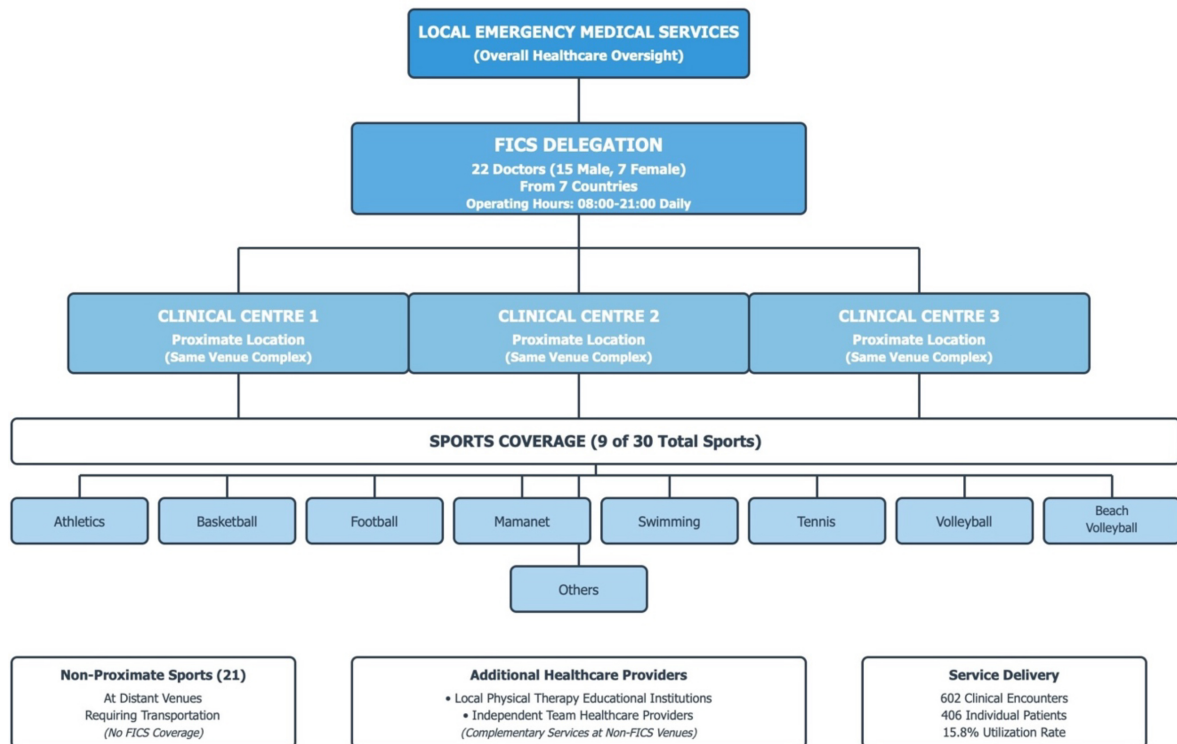 LOCAL EMERGENCY MEDICAL SERVICES
(Overall Healthcare Oversight)
FICS DELEGATION
22 Doctors (15 Male, 7 Female)
From 7 Countries
Operating Hours: 08:00-21:00 Daily
CLINICAL CENTRE 1
Proximate Location
(Same Venue Complex)
CLINICAL CENTRE 2
Proximate Location
(Same Venue Complex)
CLINICAL CENTRE 3
Proximate Location
(Same Venue Complex)
SPORTS COVERAGE (9 of 30 Total Sports)
Athletics
Basketball
Football
Mamanet
Swimming
Tennis
Volleyball
Beach
Volleyball
Others
Non-Proximate Sports (21)
At Distant Venues
Requiring Transportation
(No FICS Coverage)
Additional Healthcare Providers
• Local Physical Therapy Educational Institutions
• Independent Team Healthcare Providers
(Complementary Services at Non-FICS Venues)
Service Delivery
602 Clinical Encounters
406 Individual Patients
15.8% Utilization Rate